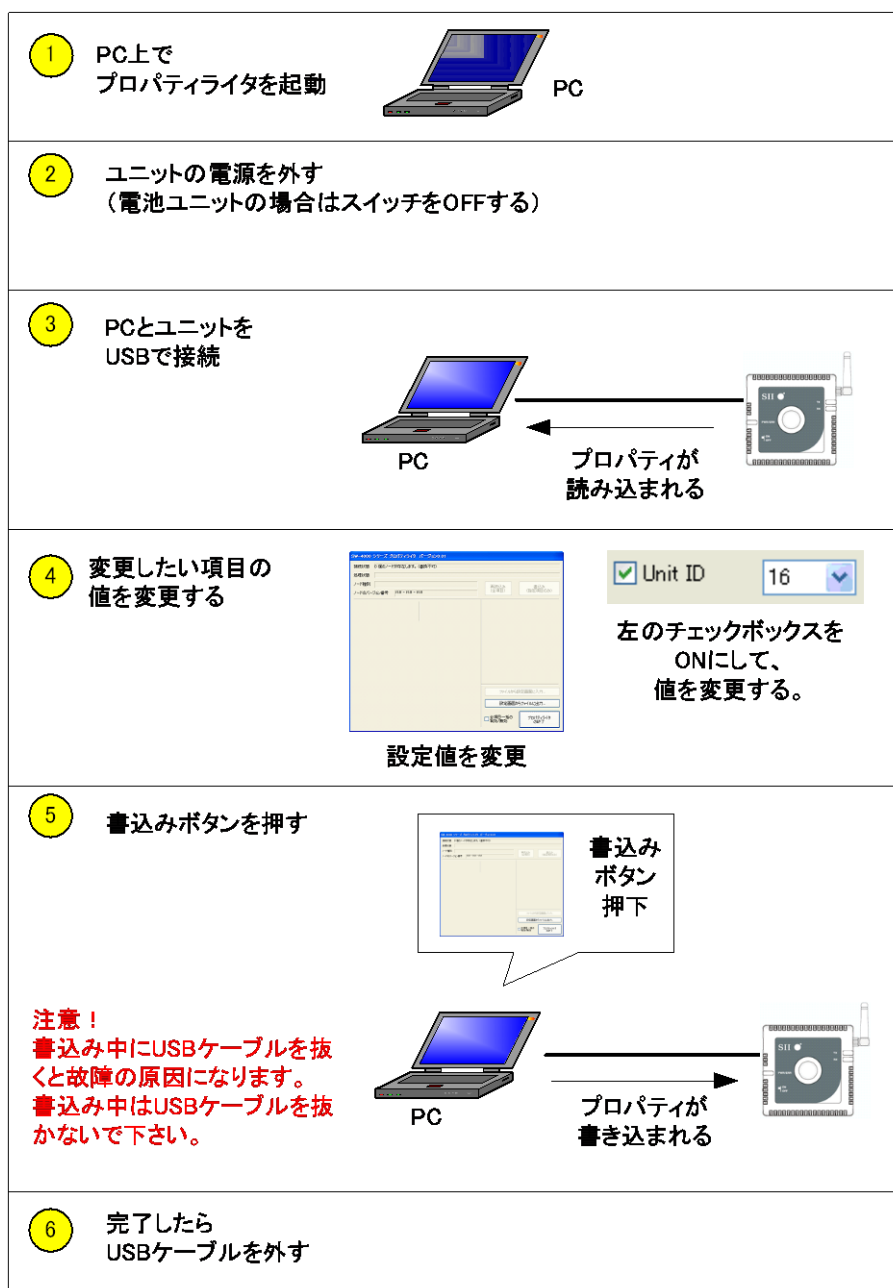 1
PC上で
プロパティライタを起動
PC
2
ユニットの電源を外す
(電池ユニットの場合はスイッチをOFFする)
3
PCとユニットを
USBで接続
SII
PC
プロパティが
読み込まれる
4
変更したい項目の
値を変更する
設定値を変更
Unit ID
16
左のチェックボックスを
ONにして、
値を変更する。
5
書込みボタンを押す
書込み
ボタン
押下
注意!
書込み中にUSBケーブルを抜
くと故障の原因になります。
書込み中はUSBケーブルを抜
かないで下さい。
SII
PC
プロパティが
書き込まれる
6
完了したら
USBケーブルを外す